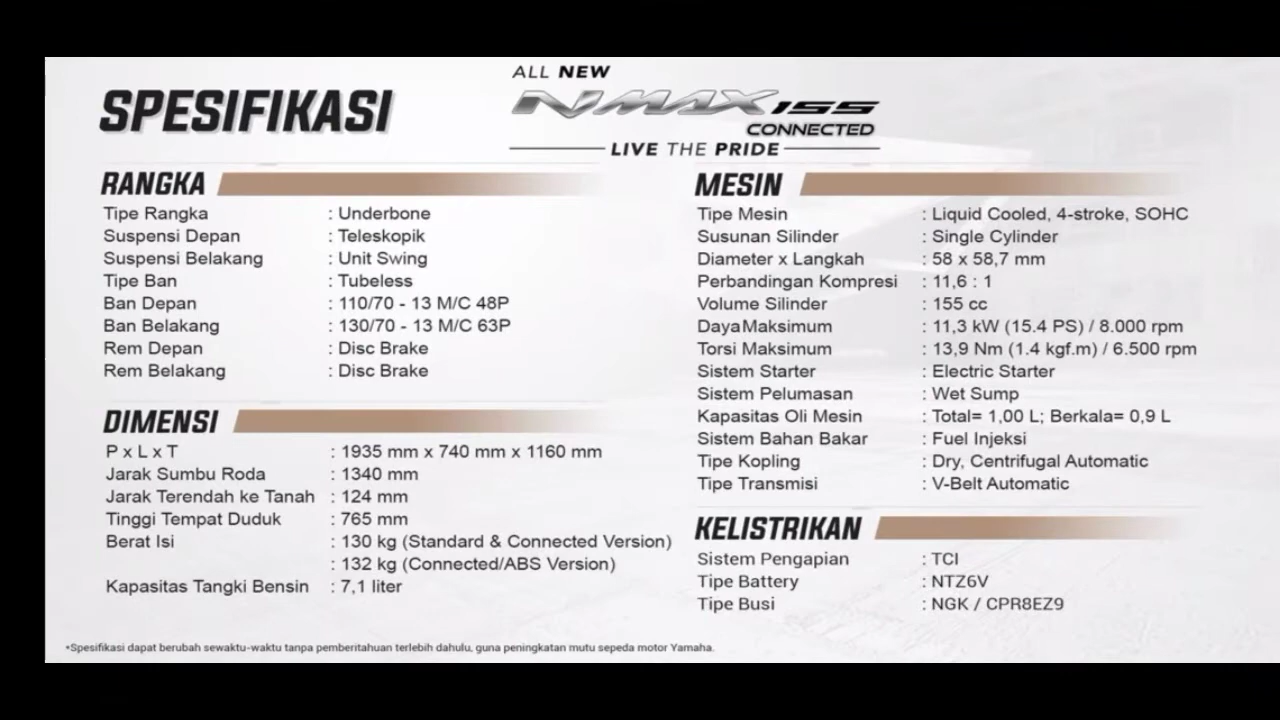 SPESIFIKASI
ALL NEW
NMAX 155
CONNECTED
LIVE THE PRIDE
RANGKA
Tipe Rangka : Underbone
Suspensi Depan : Teleskopik
Suspensi Belakang : Unit Swing
Tipe Ban : Tubeless
Ban Depan : 110/70 - 13 M/C 48P
Ban Belakang : 130/70 - 13 M/C 63P
Rem Depan : Disc Brake
Rem Belakang : Disc Brake
DIMENSI
P x L x T : 1935 mm x 740 mm x 1160 mm
Jarak Sumbu Roda : 1340 mm
Jarak Terendah ke Tanah : 124 mm
Tinggi Tempat Duduk : 765 mm
Berat Isi : 130 kg (Standard & Connected Version)
: 132 kg (Connected/ABS Version)
Kapasitas Tangki Bensin : 7,1 liter
MESIN
Tipe Mesin : Liquid Cooled, 4-stroke, SOHC
Susunan Silinder : Single Cylinder
Diameter x Langkah : 58 x 58,7 mm
Perbandingan Kompresi : 11,6 : 1
Volume Silinder : 155 cc
Daya Maksimum : 11,3 kW (15.4 PS) / 8.000 rpm
Torsi Maksimum : 13,9 Nm (1.4 kgf.m) / 6.500 rpm
Sistem Starter : Electric Starter
Sistem Pelumasan : Wet Sump
Kapasitas Oli Mesin : Total= 1,00 L; Berkala= 0,9 L
Sistem Bahan Bakar : Fuel Injeksi
Tipe Kopling : Dry, Centrifugal Automatic
Tipe Transmisi : V-Belt Automatic
KELISTRIKAN
Sistem Pengapian : TCI
Tipe Battery : NTZ6V
Tipe Busi : NGK / CPR8EZ9
*Spesifikasi dapat berubah sewaktu-waktu tanpa pemberitahuan terlebih dahulu, guna peningkatan mutu sepeda motor Yamaha.